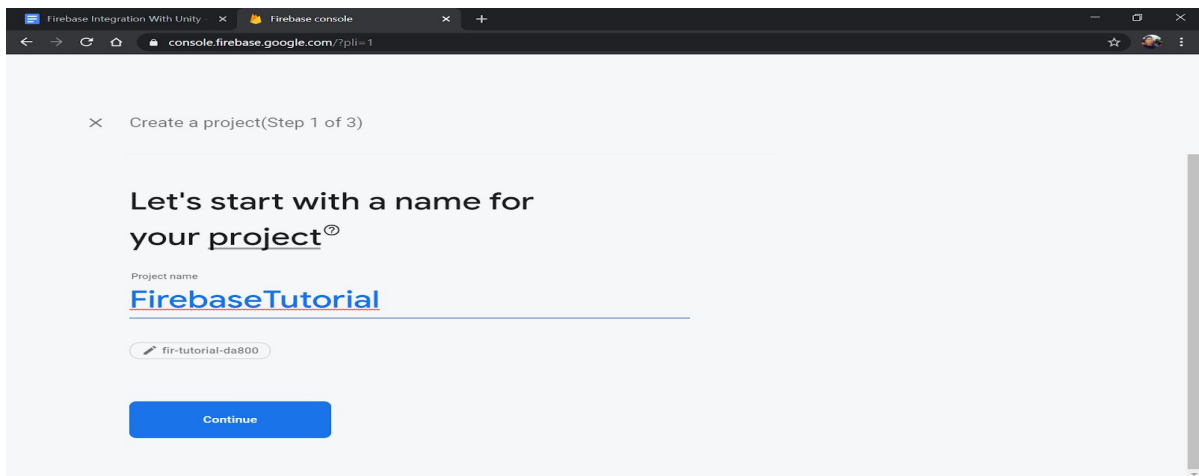 Firebase Integration With Unity
Firebase console
console.firebase.google.com/?pli=1
Create a project(Step 1 of 3)
Let's start with a name for
your project
Project name
FirebaseTutorial
fir-tutorial-da800
Continue